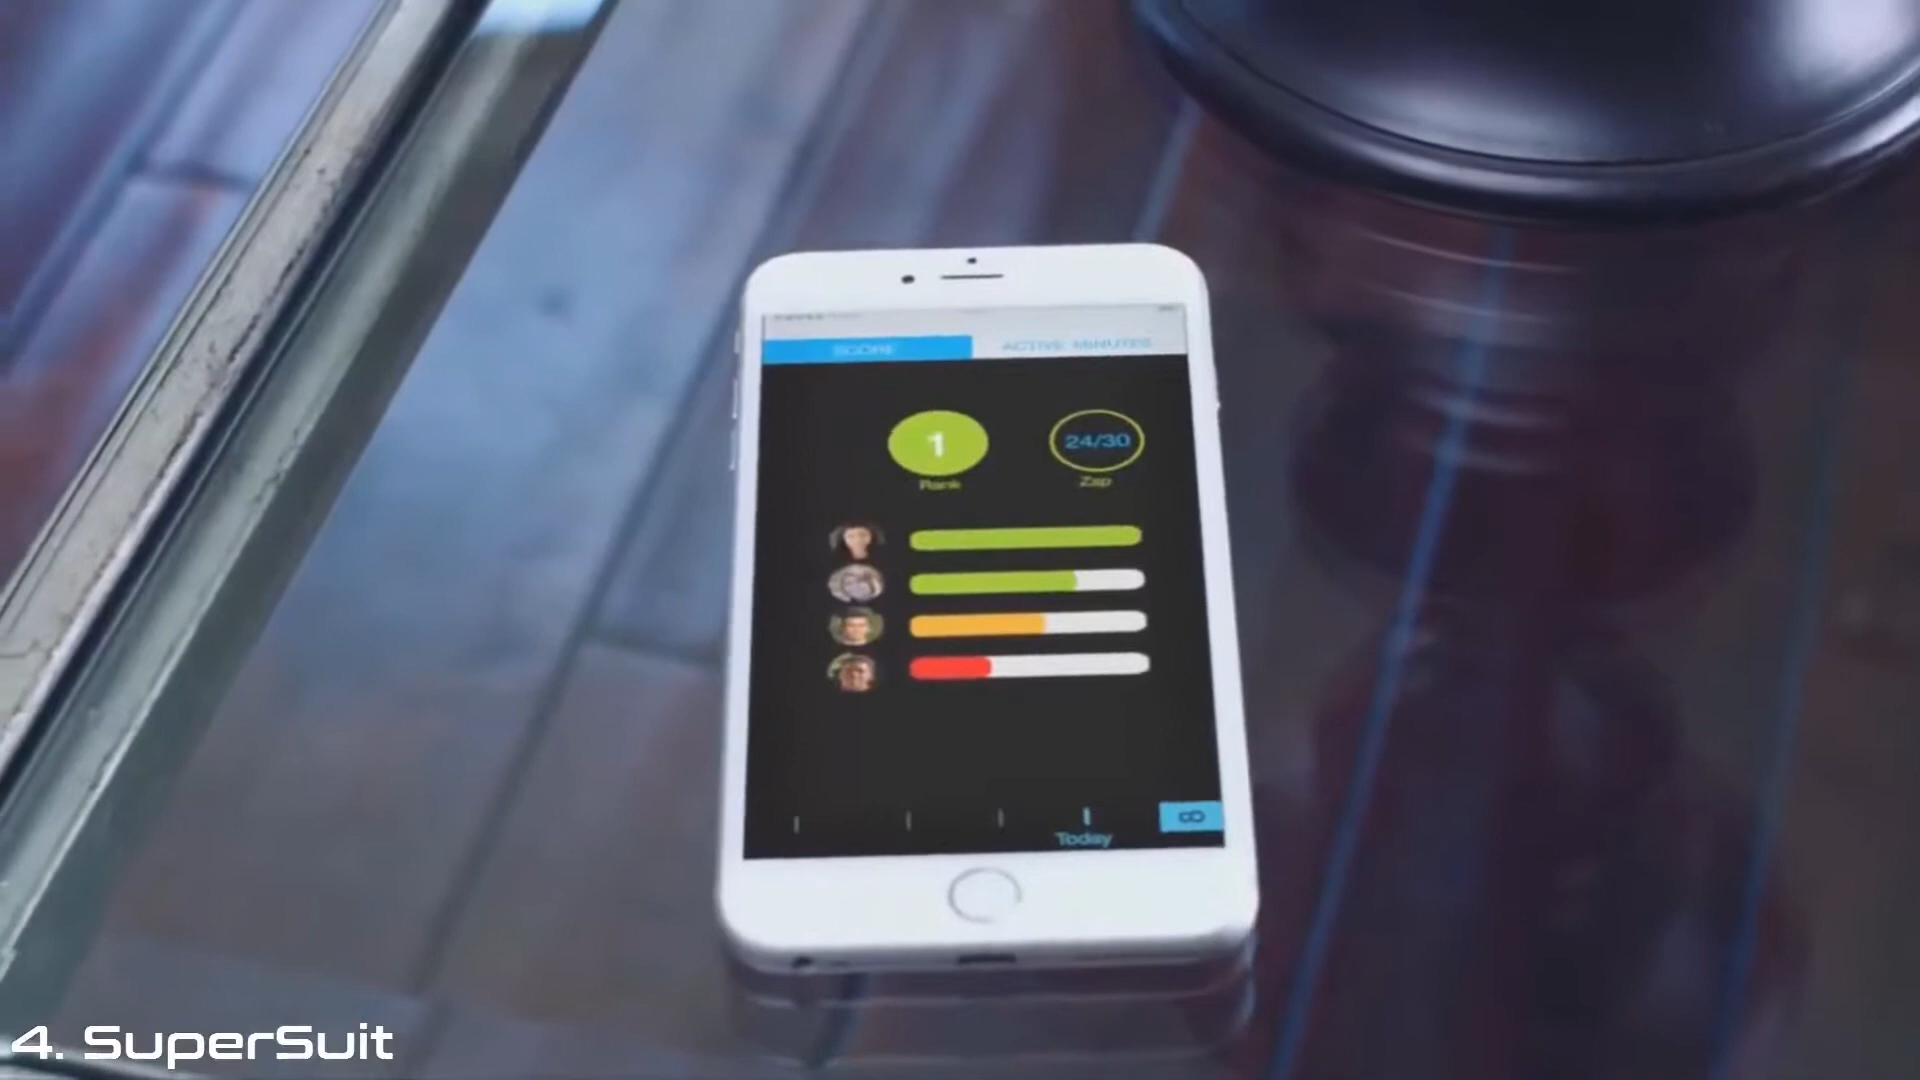 SCORE
ACTIVE MINUTES
1
24/30
Rank
Zap
Today
4. SuperSuit